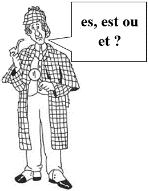 es, est ou
et ?